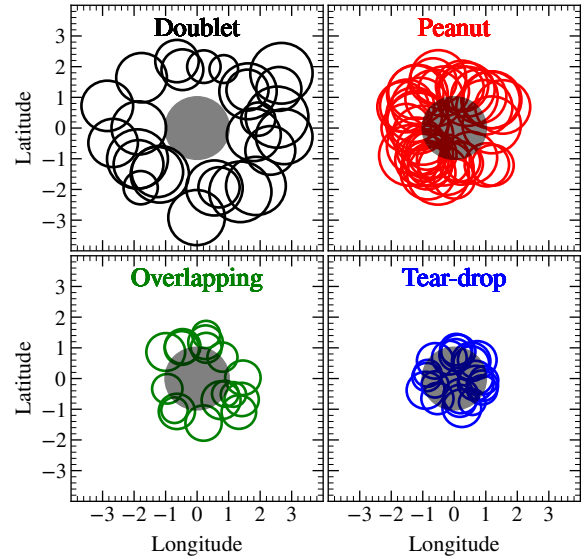 Doublet
Peanut
Latitude
3
2
1
0
−1
−2
−3
Overlapping
Tear-drop
Latitude
3
2
1
0
−1
−2
−3
−3 −2 −1 0 1 2 3
−3 −2 −1 0 1 2 3
Longitude
Longitude